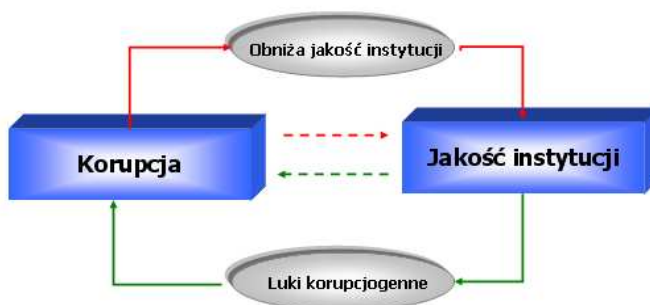 Obniża jakość instytucji
Korupcja
Jakość instytucji
Luki korupcjogenne